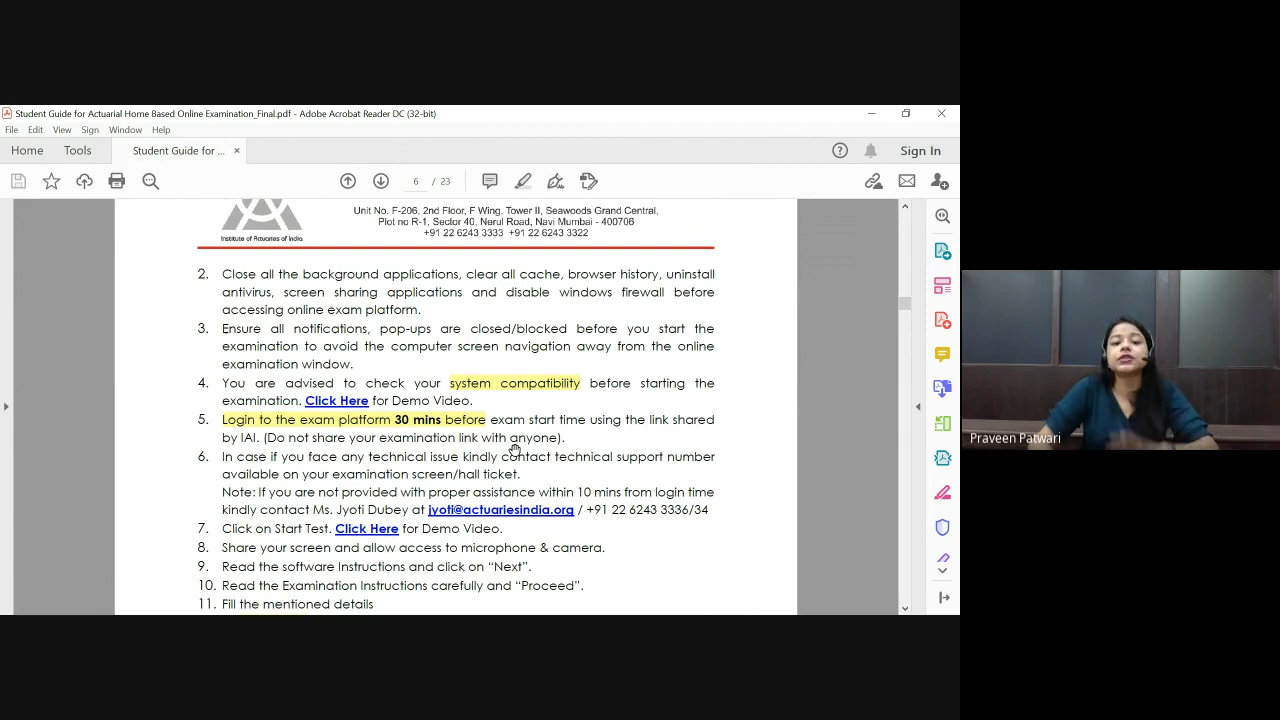 Student Guide for Actuarial Home Based Online Examination_Final.pdf - Adobe Acrobat Reader DC (32-bit)
File Edit View Sign Window Help
Home Tools Student Guide for ... × Sign In
6 / 23
Institute of Actuaries of India
Unit No. F-206, 2nd Floor, F Wing, Tower II, Seawoods Grand Central,
Plot no R-1, Sector 40, Nerul Road, Navi Mumbai - 400706
+91 22 6243 3333 +91 22 6243 3322
2. Close all the background applications, clear all cache, browser history, uninstall
antivirus, screen sharing applications and disable windows firewall before
accessing online exam platform.
3. Ensure all notifications, pop-ups are closed/blocked before you start the
examination to avoid the computer screen navigation away from the online
examination window.
4. You are advised to check your system compatibility before starting the
examination. Click Here for Demo Video.
5. Login to the exam platform 30 mins before exam start time using the link shared
by IAI. (Do not share your examination link with anyone).
6. In case if you face any technical issue kindly contact technical support number
available on your examination screen/hall ticket.
Note: If you are not provided with proper assistance within 10 mins from login time
kindly contact Ms. Jyoti Dubey at jyoti@actuariesindia.org / +91 22 6243 3336/34
7. Click on Start Test. Click Here for Demo Video.
8. Share your screen and allow access to microphone & camera.
9. Read the software Instructions and click on “Next”.
10. Read the Examination Instructions carefully and “Proceed”.
11. Fill the mentioned details
Praveen Patwari